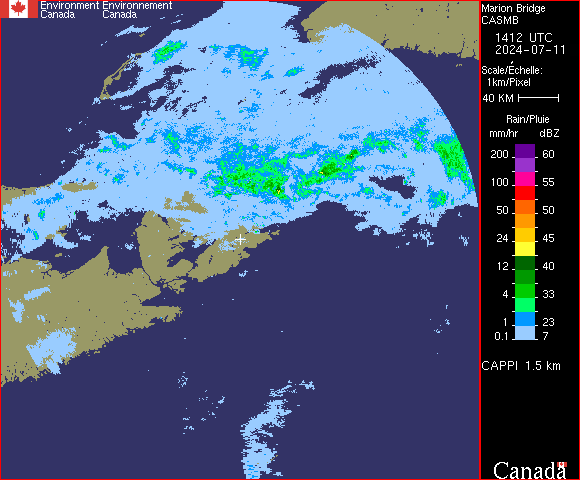 Environment Environnement
Canada Canada
Marion Bridge
CASMB
1412 UTC
2024-07-11
Scale/Echelle:
1km/Pixel
40 KM
Rain/Pluie
mm/hr dBZ
200 60
100 55
50 50
24 45
12 40
4 33
1 23
0.1 7
CAPPI 1.5 km
Canada